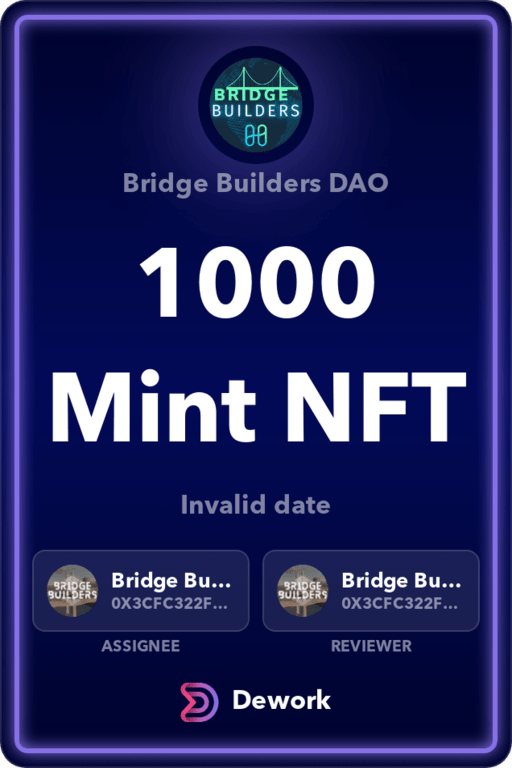 BRIDGE
BUILDERS
Bridge Builders DAO
1000
Mint NFT
Invalid date
BRIDGE
BUILDERS
Bridge Bu...
0X3CFC322F...
ASSIGNEE
BRIDGE
BUILDERS
Bridge Bu...
0X3CFC322F...
REVIEWER
Dework